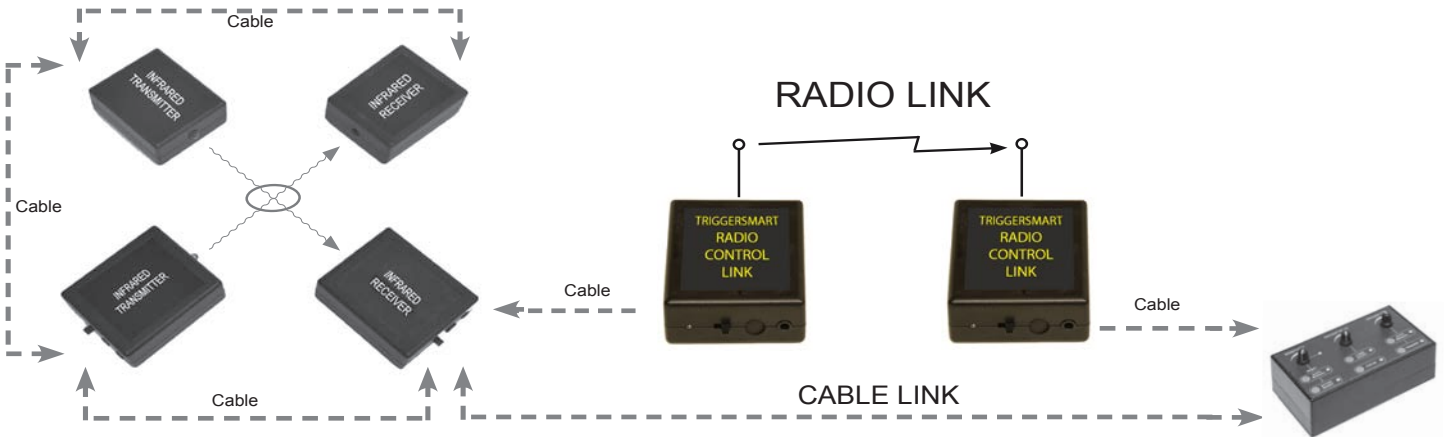 Cable
INFRARED
TRANSMITTER
INFRARED
RECEIVER
RADIO LINK
Cable
INFRARED
TRANSMITTER
INFRARED
RECEIVER
Cable
TRIGGERSMART
RADIO
CONTROL
LINK
TRIGGERSMART
RADIO
CONTROL
LINK
Cable
Cable
CABLE LINK